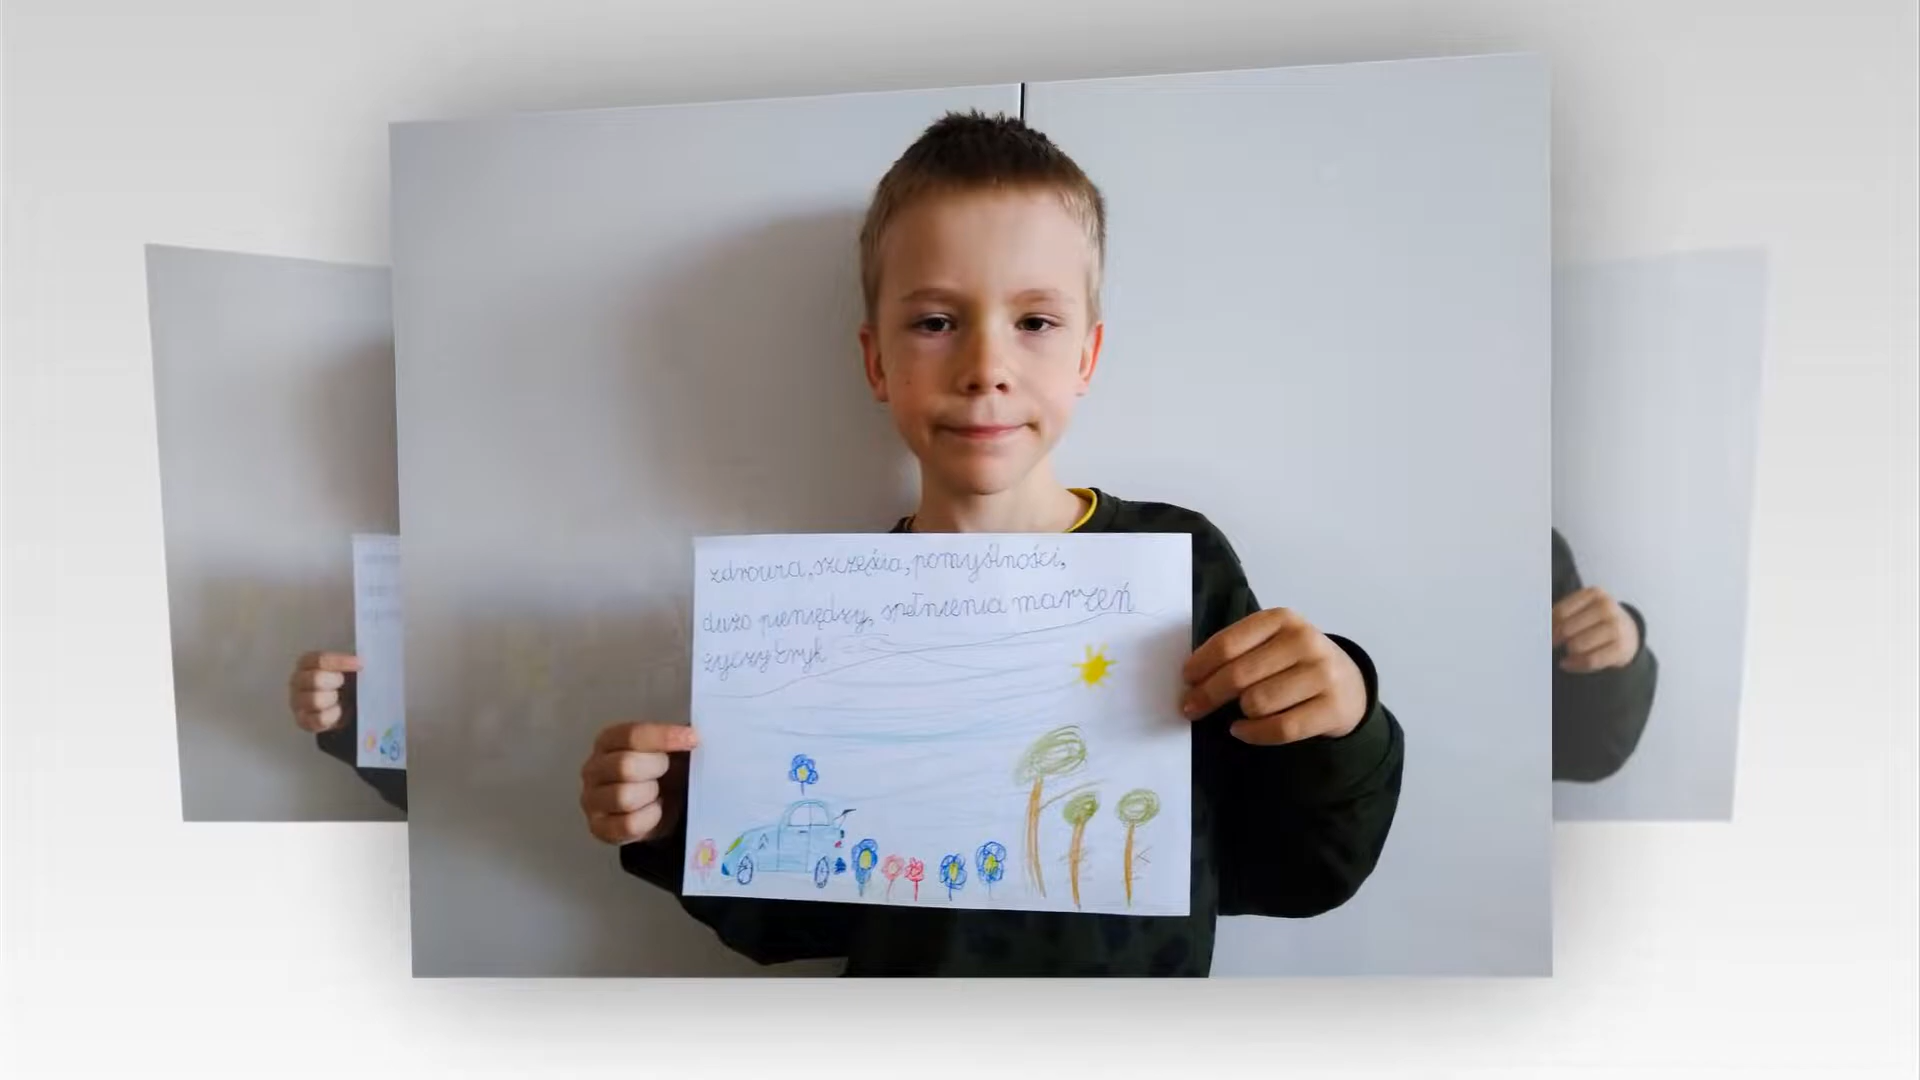 zdrowia, szczęścia, pomyślności,
dużo pieniędzy, spełnienia marzeń
życzy Eryk